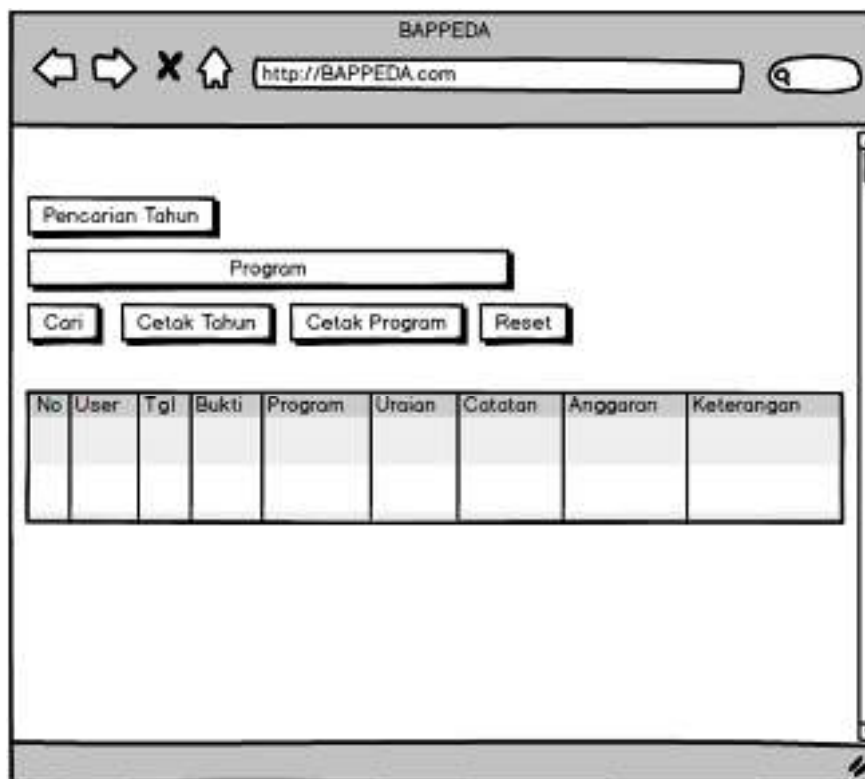 BAPPEDA
http://BAPPEDA.com
Pencarian Tahun
Program
Cari Cetak Tahun Cetak Program Reset
No User Tgl Bukti Program Uraian Catatan Anggaran Keterangan